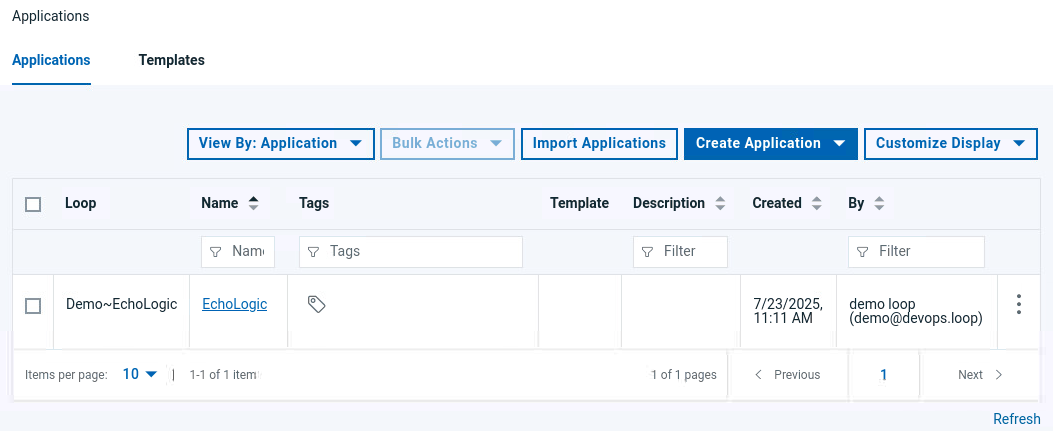 Applications
Applications Templates
View By: Application Bulk Actions Import Applications Create Application Customize Display
Loop Name Tags Template Description Created By
Name Tags Filter Filter
Demo~EchoLogic EchoLogic 7/23/2025, demo loop
11:11 AM (demo@devops.loop)
Items per page: 10 | 1-1 of 1 item 1 of 1 pages Previous 1 Next
Refresh